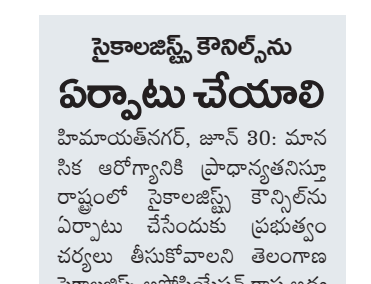 సైకాలజిస్ట్స్ కౌనిల్స్‌ను
ఏర్పాటు చేయాలి
హిమాయత్‌నగర్, జూన్ 30: మాన
సిక ఆరోగ్యానికి ప్రాధాన్యతనిస్తూ
రాష్ట్రంలో సైకాలజిస్ట్స్ కౌన్సిల్‌ను
ఏర్పాటు చేసేందుకు ప్రభుత్వం
చర్యలు తీసుకోవాలని తెలంగాణ